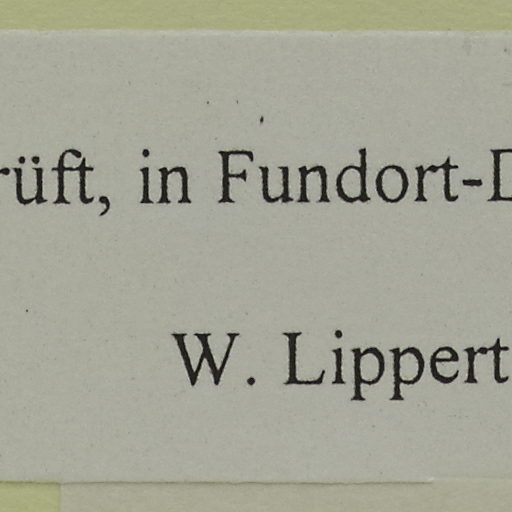 rüft, in Fundort-D
W. Lippert